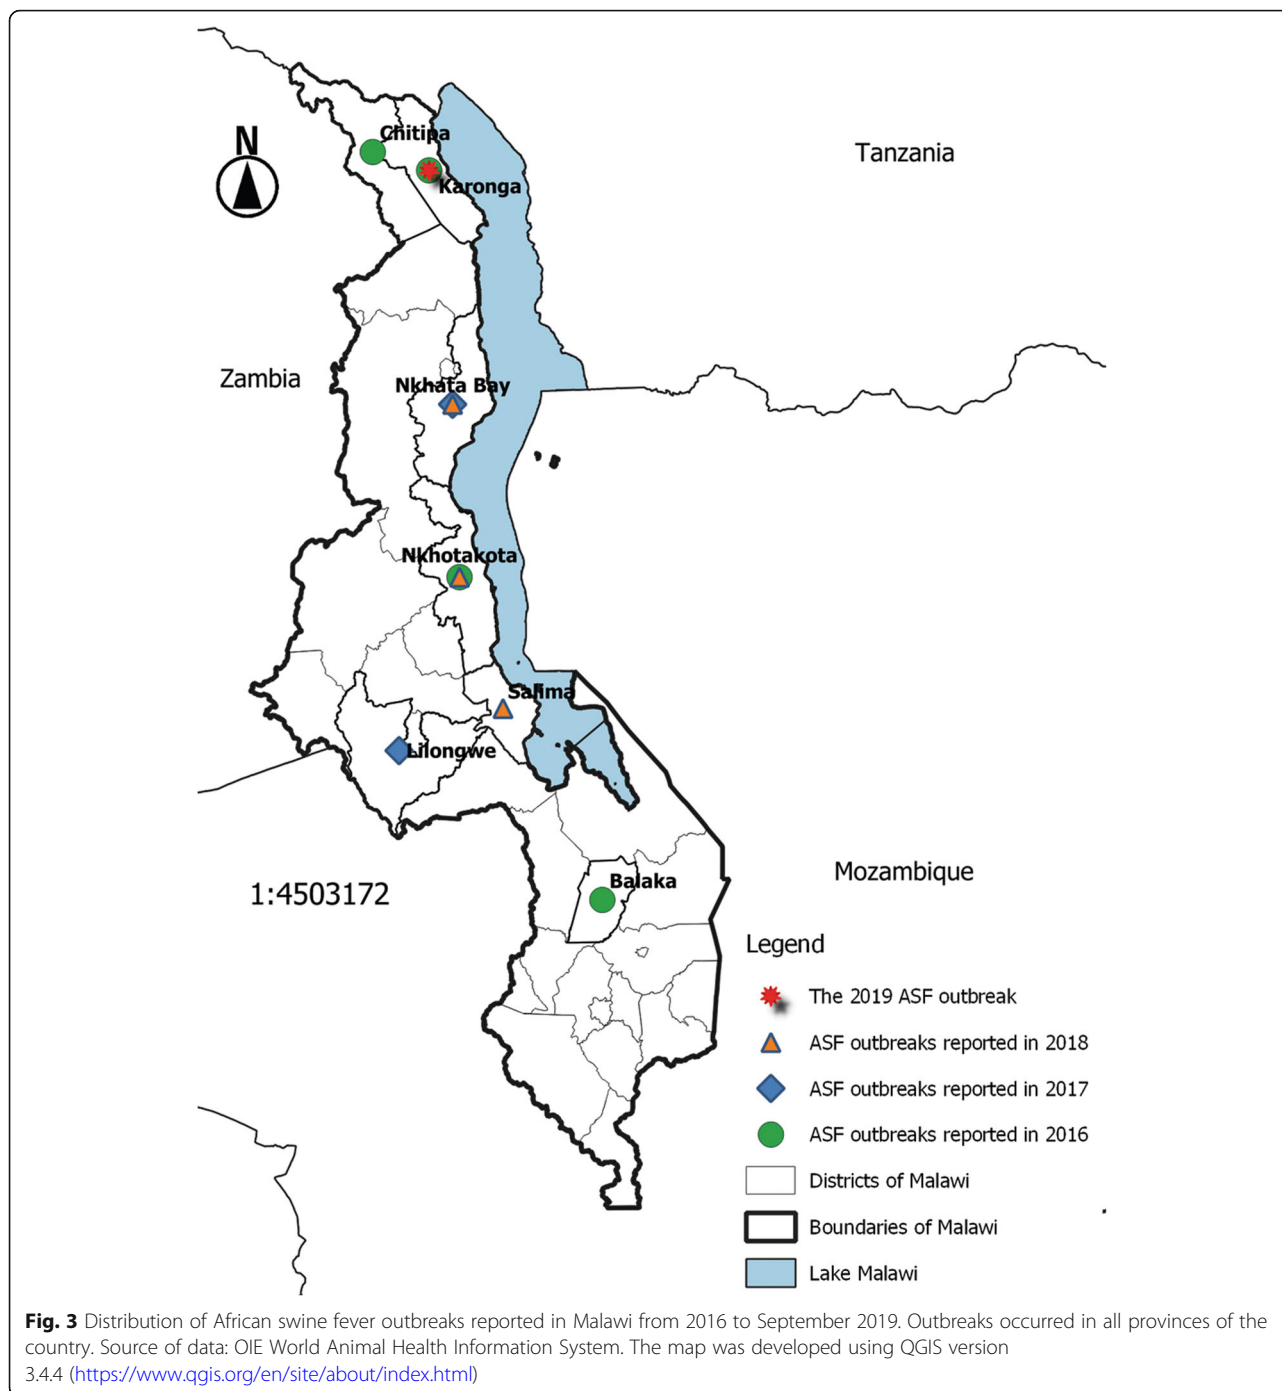 N
Chitipa
Karonga
Tanzania
Zambia
Nkhata Bay
Nkhotakota
Salima
Lilongwe
1:4503172
Balaka
Mozambique
Legend
The 2019 ASF outbreak
ASF outbreaks reported in 2018
ASF outbreaks reported in 2017
ASF outbreaks reported in 2016
Districts of Malawi
Boundaries of Malawi
Lake Malawi
Fig. 3 Distribution of African swine fever outbreaks reported in Malawi from 2016 to September 2019. Outbreaks occurred in all provinces of the
country. Source of data: OIE World Animal Health Information System. The map was developed using QGIS version
3.4.4 (https://www.qgis.org/en/site/about/index.html)